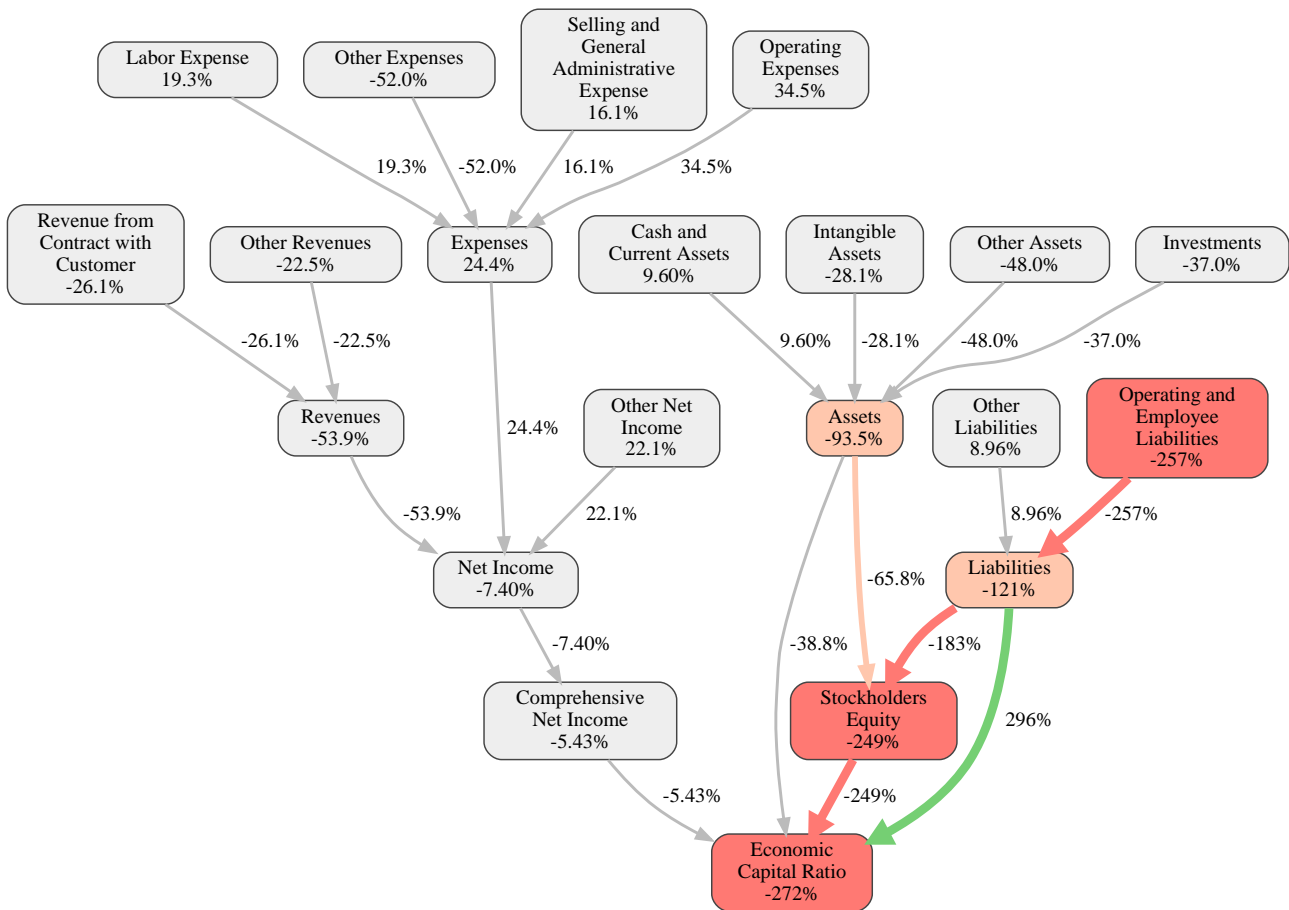 Selling and
General
Administrative
Expense
16.1%
Labor Expense
19.3%
Other Expenses
-52.0%
Operating
Expenses
34.5%
19.3%
-52.0%
16.1%
34.5%
Revenue from
Contract with
Customer
-26.1%
Other Revenues
-22.5%
Expenses
24.4%
Cash and
Current Assets
9.60%
Intangible
Assets
-28.1%
Other Assets
-48.0%
Investments
-37.0%
-26.1%
-22.5%
9.60%
-28.1%
-48.0%
-37.0%
Revenues
-53.9%
24.4%
Other Net
Income
22.1%
Assets
-93.5%
Other
Liabilities
8.96%
Operating and
Employee
Liabilities
-257%
-53.9%
22.1%
8.96%
-257%
Net Income
-7.40%
-65.8%
Liabilities
-121%
-7.40%
-38.8%
-183%
Comprehensive
Net Income
-5.43%
Stockholders
Equity
-249%
296%
-5.43%
-249%
Economic
Capital Ratio
-272%